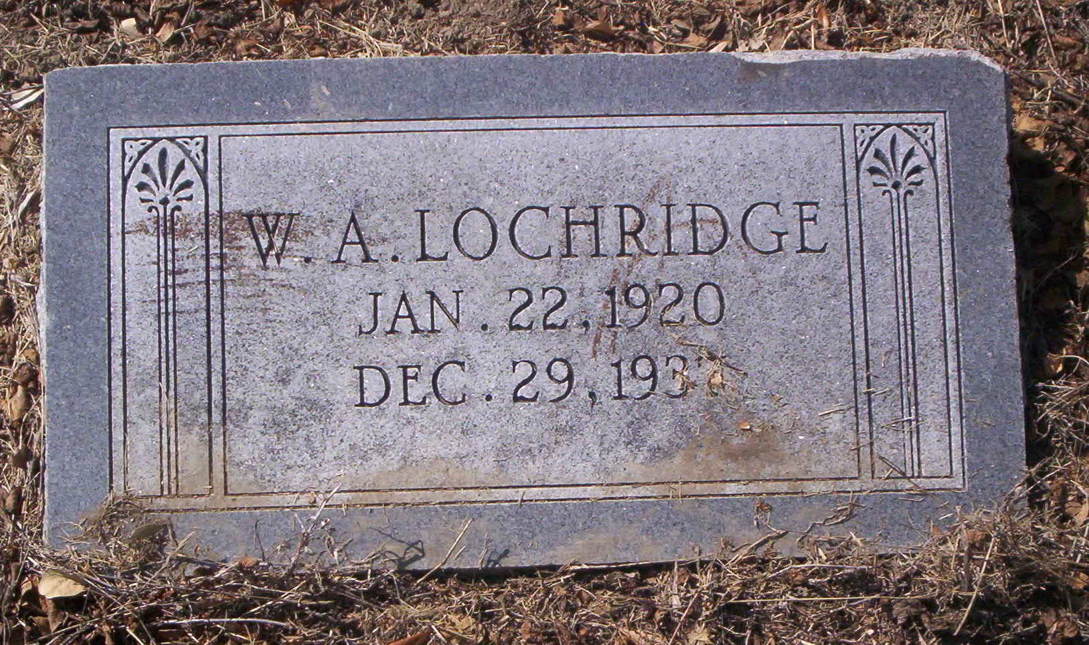 W. A. LOCHRIDGE
JAN. 22, 1920
DEC. 29,